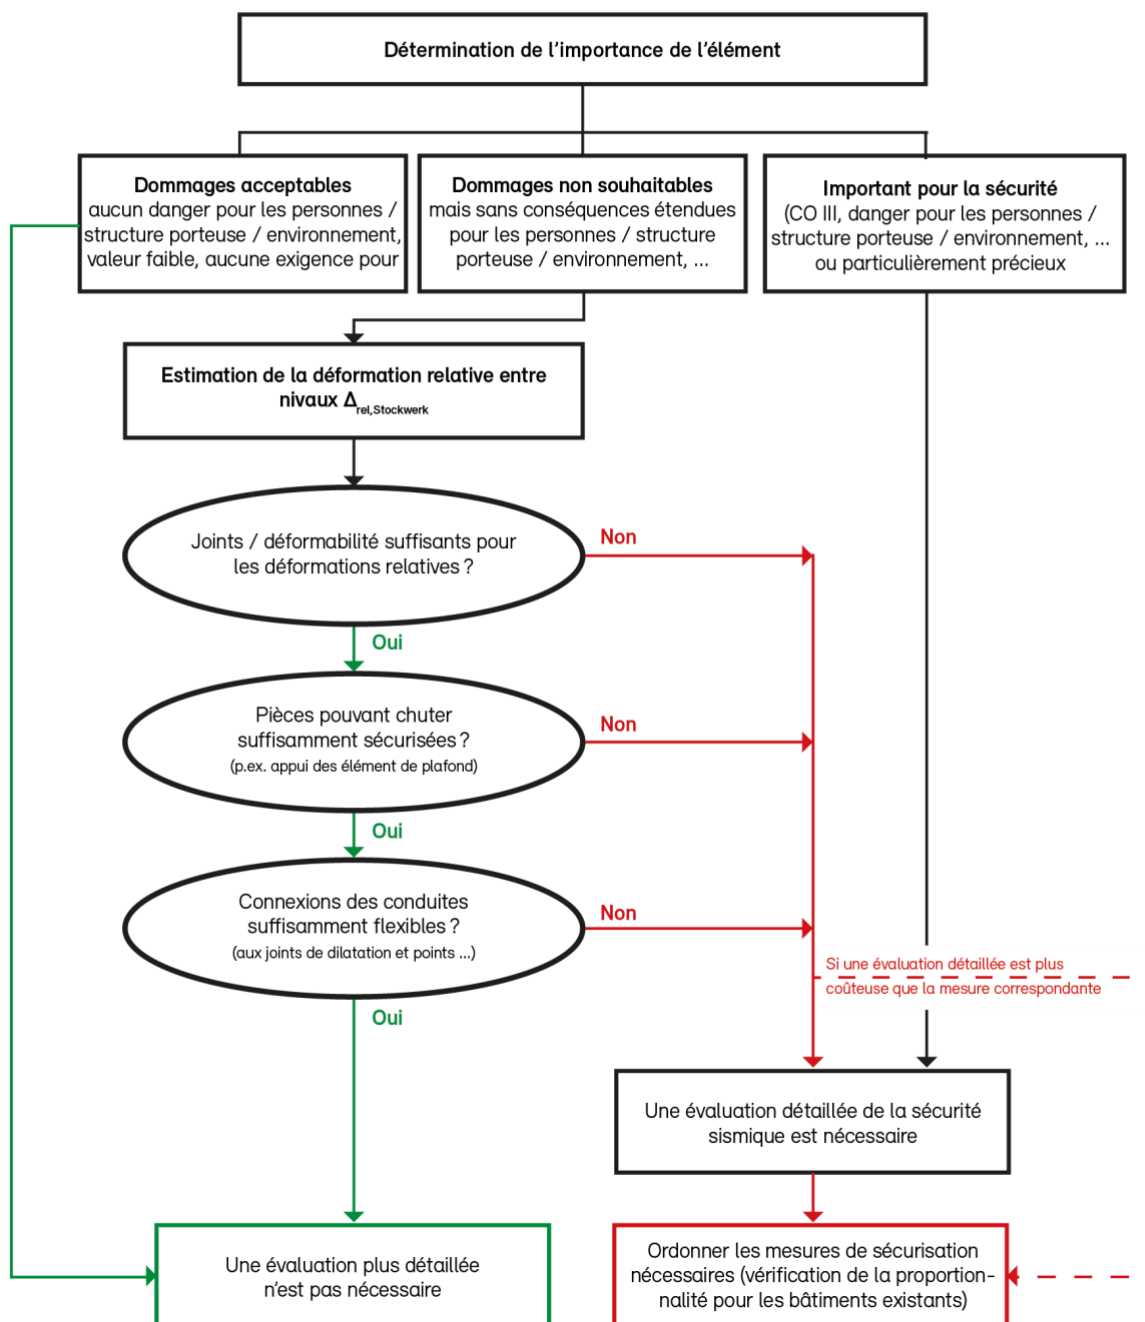 Détermination de l'importance de l'élément
Dommages acceptables
aucun danger pour les personnes /
structure porteuse / environnement,
valeur faible, aucune exigence pour
Dommages non souhaitables
mais sans conséquences étendues
pour les personnes / structure
porteuse / environnement, ...
Important pour la sécurité
(CO III, danger pour les personnes /
structure porteuse / environnement, ...
ou particulièrement précieux
Estimation de la déformation relative entre
nivaux Δrel,Stockwerk
Joints / déformabilité suffisants pour
les déformations relatives ?
Non
Oui
Pièces pouvant chuter
suffisamment sécurisées ?
(p.ex. appui des élément de plafond)
Non
Oui
Connexions des conduites
suffisamment flexibles ?
(aux joints de dilatation et points ...)
Non
Si une évaluation détaillée est plus
coûteuse que la mesure correspondante
Oui
Une évaluation détaillée de la sécurité
sismique est nécessaire
Une évaluation plus détaillée
n'est pas nécessaire
Ordonner les mesures de sécurisation
nécessaires (vérification de la proportion-
nalité pour les bâtiments existants)